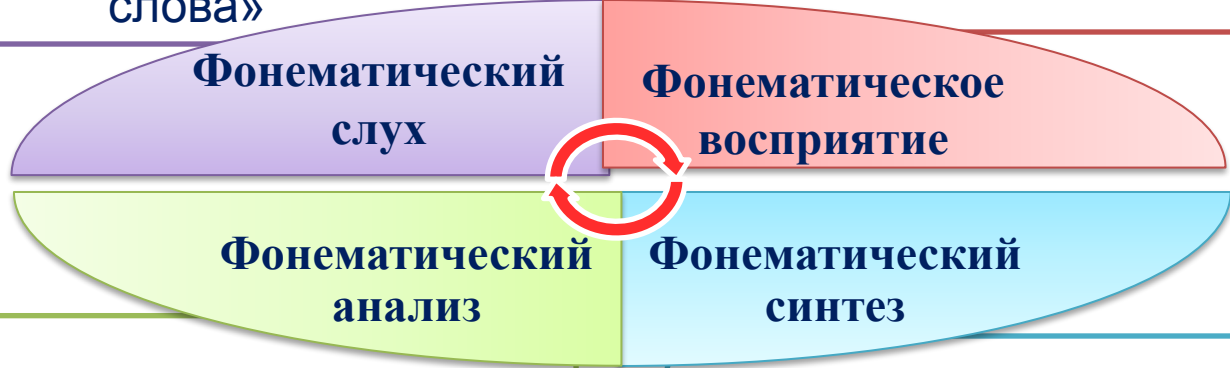 слова»
Фонематический
слух
Фонематическое
восприятие
Фонематический
анализ
Фонематический
синтез